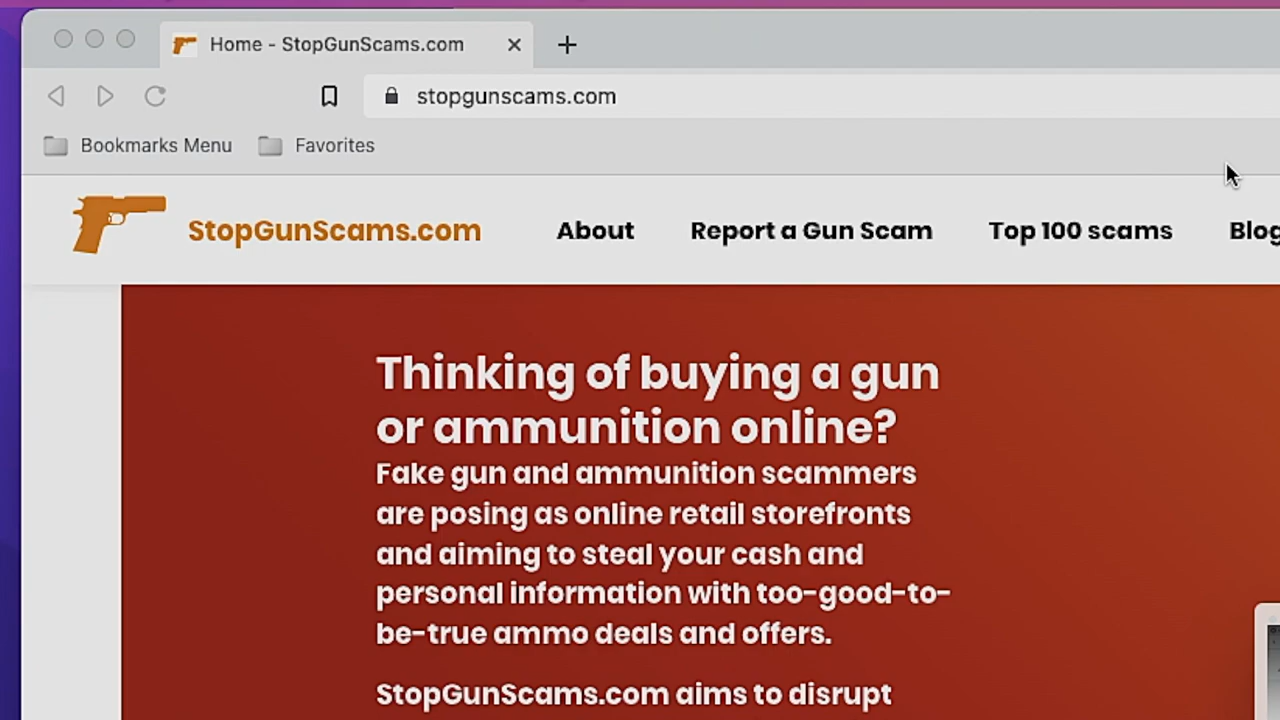 Home - StopGunScams.com
stopgunscams.com
Bookmarks Menu Favorites
StopGunScams.com About Report a Gun Scam Top 100 scams Blog
Thinking of buying a gun
or ammunition online?
Fake gun and ammunition scammers
are posing as online retail storefronts
and aiming to steal your cash and
personal information with too-good-to-
be-true ammo deals and offers.
StopGunScams.com aims to disrupt